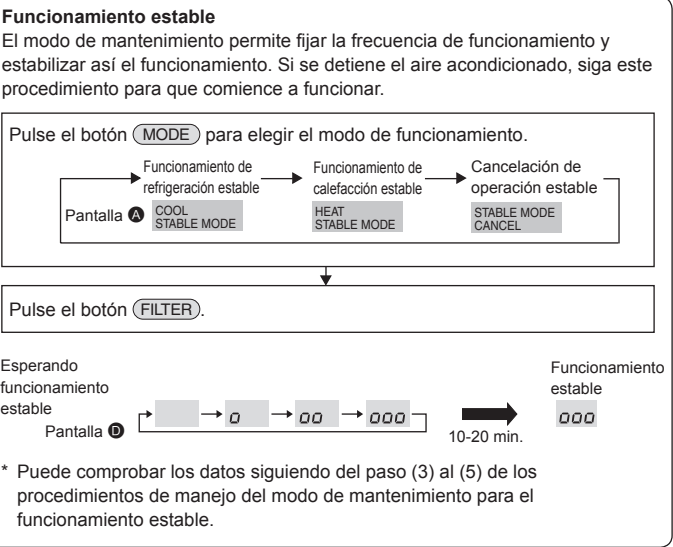 Funcionamiento estable
El modo de mantenimiento permite fijar la frecuencia de funcionamiento y
estabilizar así el funcionamiento. Si se detiene el aire acondicionado, siga este
procedimiento para que comience a funcionar.
Pulse el botón MODE para elegir el modo de funcionamiento.
Funcionamiento de
refrigeración estable
Funcionamiento de
calefacción estable
Cancelación de
operación estable
Pantalla A
COOL
STABLE MODE
HEAT
STABLE MODE
STABLE MODE
CANCEL
Pulse el botón FILTER.
Esperando
funcionamiento
estable
Pantalla D
o
oo
ooo
10-20 min.
Funcionamiento
estable
ooo
* Puede comprobar los datos siguiendo del paso (3) al (5) de los
procedimientos de manejo del modo de mantenimiento para el
funcionamiento estable.